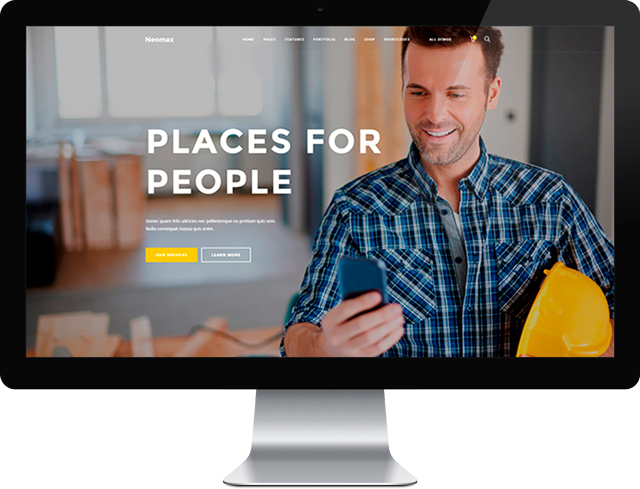 Neomax
HOME PAGES FEATURES PORTFOLIO BLOG SHOP SHORTCODES ALL DEMOS
PLACES FOR
PEOPLE
Donec quam felis ultricies nec pellentesque eu pretium quis sem.
Nulla consequat massa quis enim.
OUR SERVICES LEARN MORE